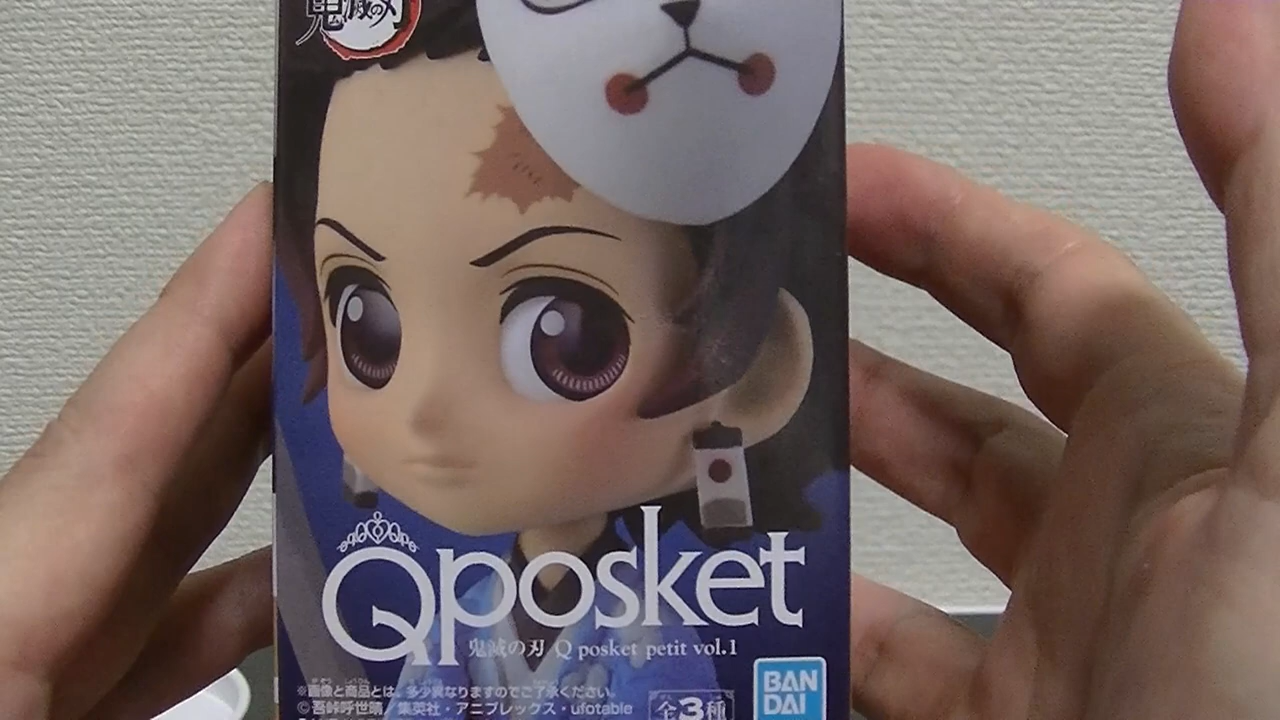 鬼滅の刃
Qposket
鬼滅の刃 Q posket petit vol.1
※画像と商品とは、多少異なりますのでご了承ください。
©吾峠呼世晴／集英社・アニプレックス・ufotable
全3種
BAN
DAI